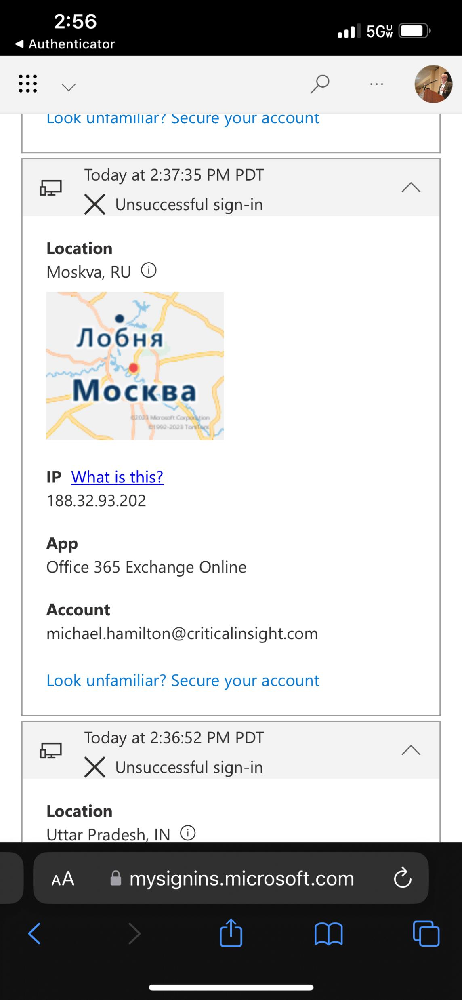 2:56
5G UW
◀ Authenticator
Look unfamiliar? Secure your account
Today at 2:37:35 PM PDT
Unsuccessful sign-in
Location
Moskva, RU
Лобня
Москва
©2023 Microsoft Corporation
©1992-2023 TomTom
IP What is this?
188.32.93.202
App
Office 365 Exchange Online
Account
michael.hamilton@criticalinsight.com
Look unfamiliar? Secure your account
Today at 2:36:52 PM PDT
Unsuccessful sign-in
Location
Uttar Pradesh, IN
AA mysignins.microsoft.com